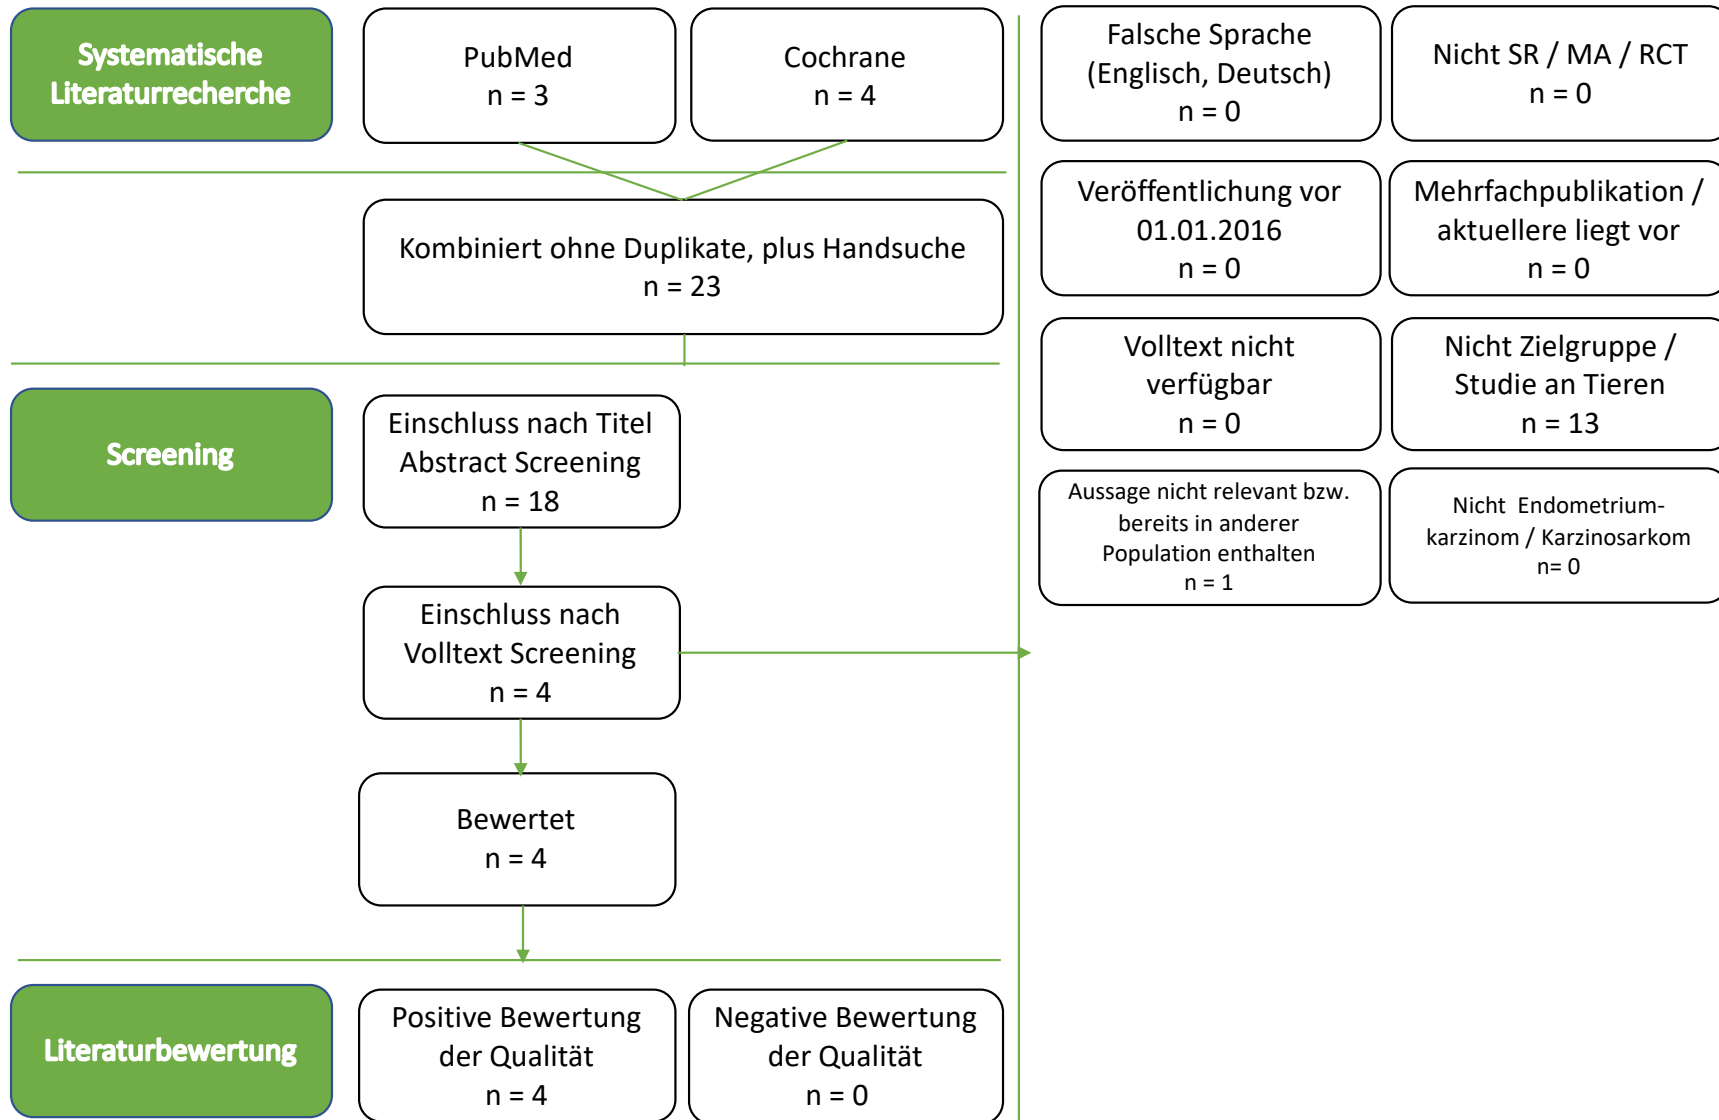 Systematische
Literaturrecherche
PubMed
n = 3
Cochrane
n = 4
Kombiniert ohne Duplikate, plus Handsuche
n = 23
Screening
Einschluss nach Titel
Abstract Screening
n = 18
Einschluss nach
Volltext Screening
n = 4
Bewertet
n = 4
Literaturbewertung
Positive Bewertung
der Qualität
n = 4
Negative Bewertung
der Qualität
n = 0
Falsche Sprache
(Englisch, Deutsch)
n = 0
Nicht SR / MA / RCT
n = 0
Veröffentlichung vor
01.01.2016
n = 0
Mehrfachpublikation /
aktuellere liegt vor
n = 0
Volltext nicht
verfügbar
n = 0
Nicht Zielgruppe /
Studie an Tieren
n = 13
Aussage nicht relevant bzw.
bereits in anderer
Population enthalten
n = 1
Nicht Endometrium-
karzinom / Karzinosarkom
n= 0